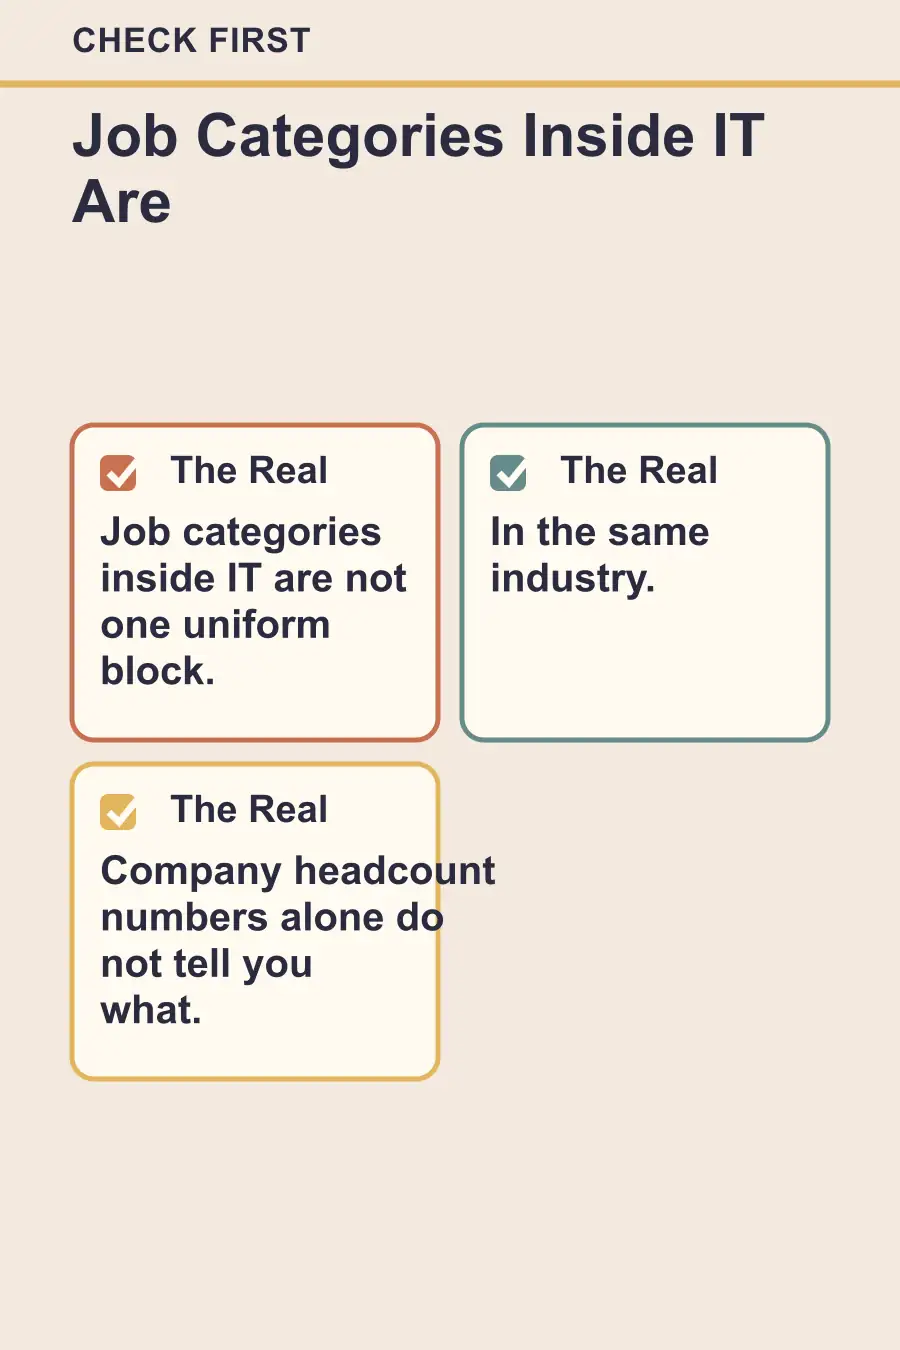 CHECK FIRST
Job Categories Inside IT
Are
The Real
Job categories
inside IT are not
one uniform
block.
The Real
In the same
industry.
The Real
Company headcount
numbers alone do
not tell you
what.